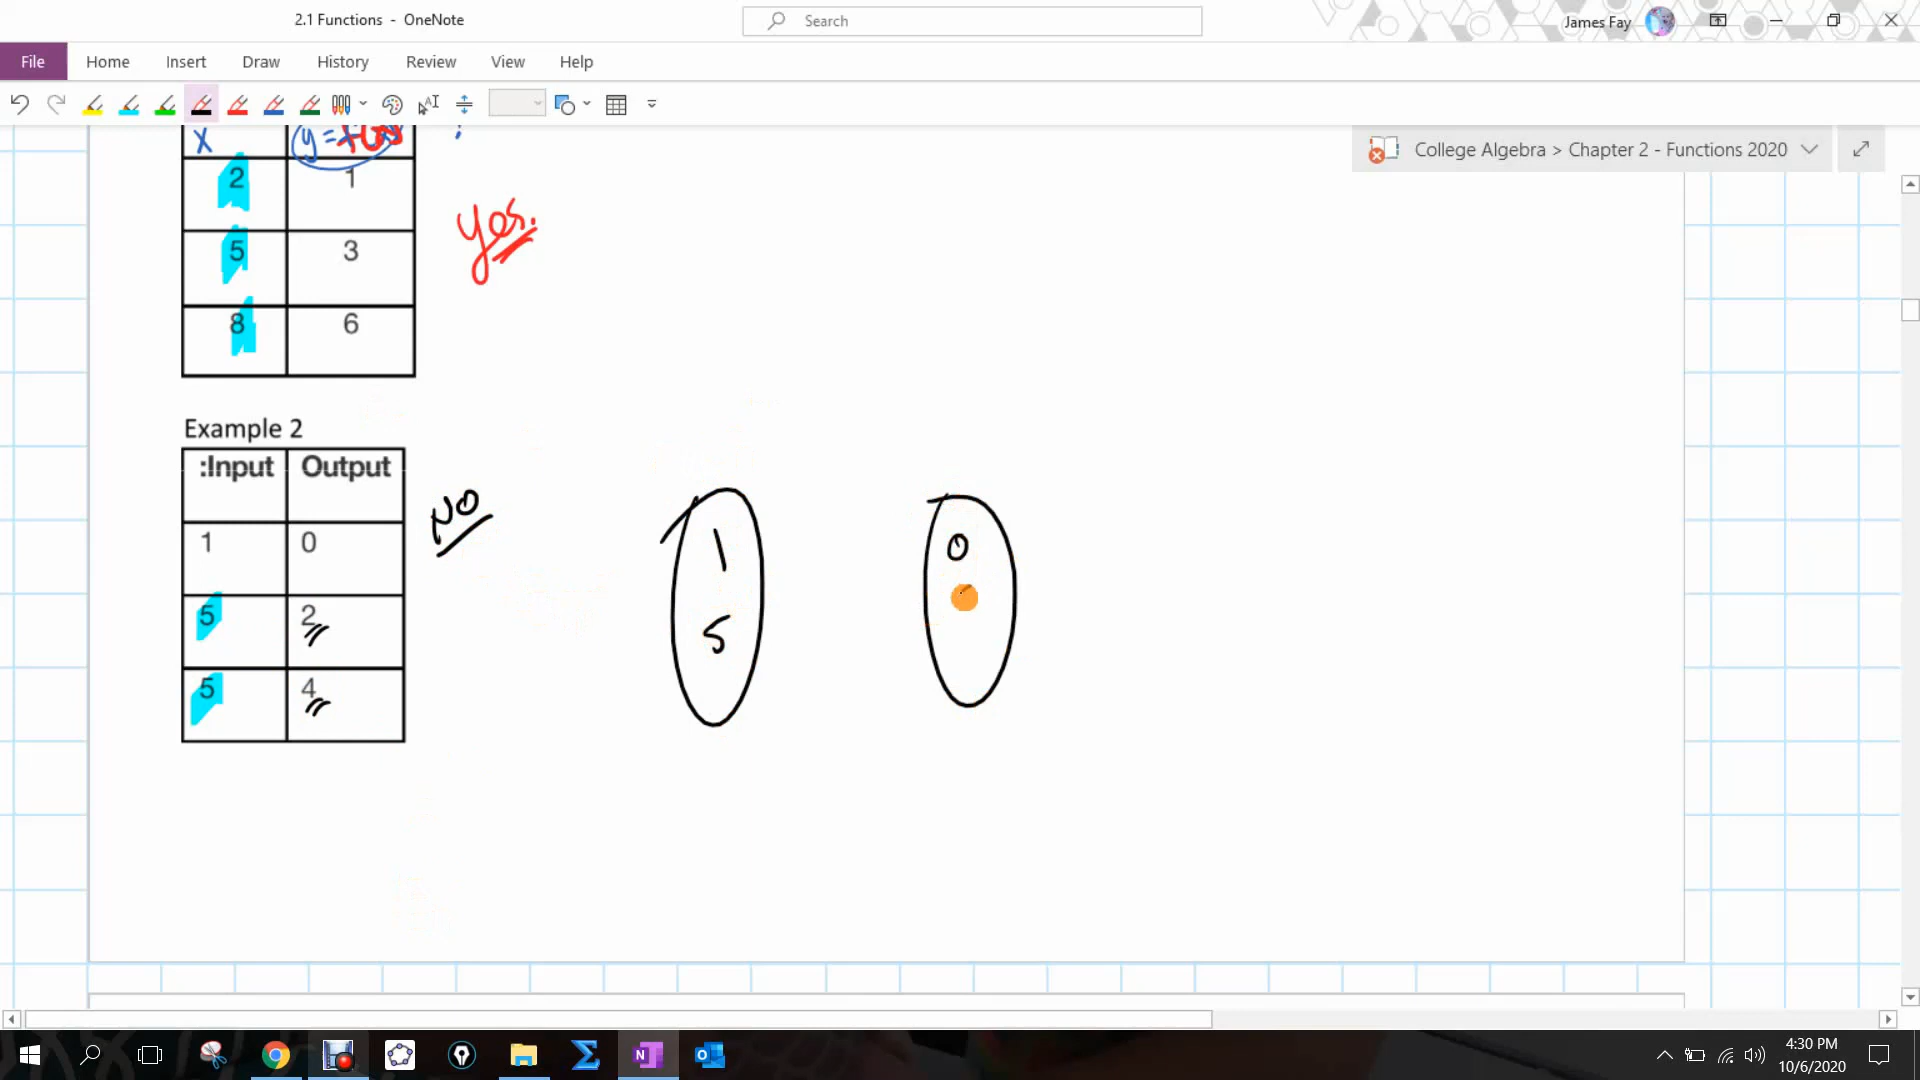 2.1 Functions - OneNote
Search
James Fay
File Home Insert Draw History Review View Help
College Algebra > Chapter 2 - Functions 2020
x y =
2 1
5 3
8 6
yes.
Example 2
:Input Output
1 0
5 2
5 4
NO
1
5
0
4:30 PM
10/6/2020